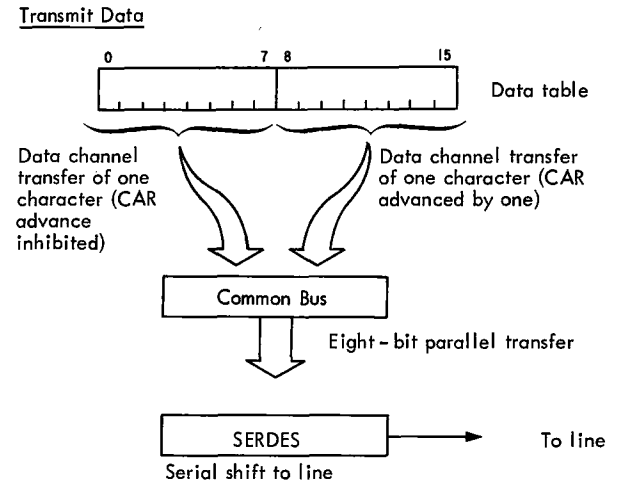 Transmit Data
0 7 8 15
Data table
Data channel
transfer of one
character (CAR
advance
inhibited)
Data channel transfer
of one character (CAR
advanced by one)
Common Bus
Eight-bit parallel transfer
SERDES
To line
Serial shift to line